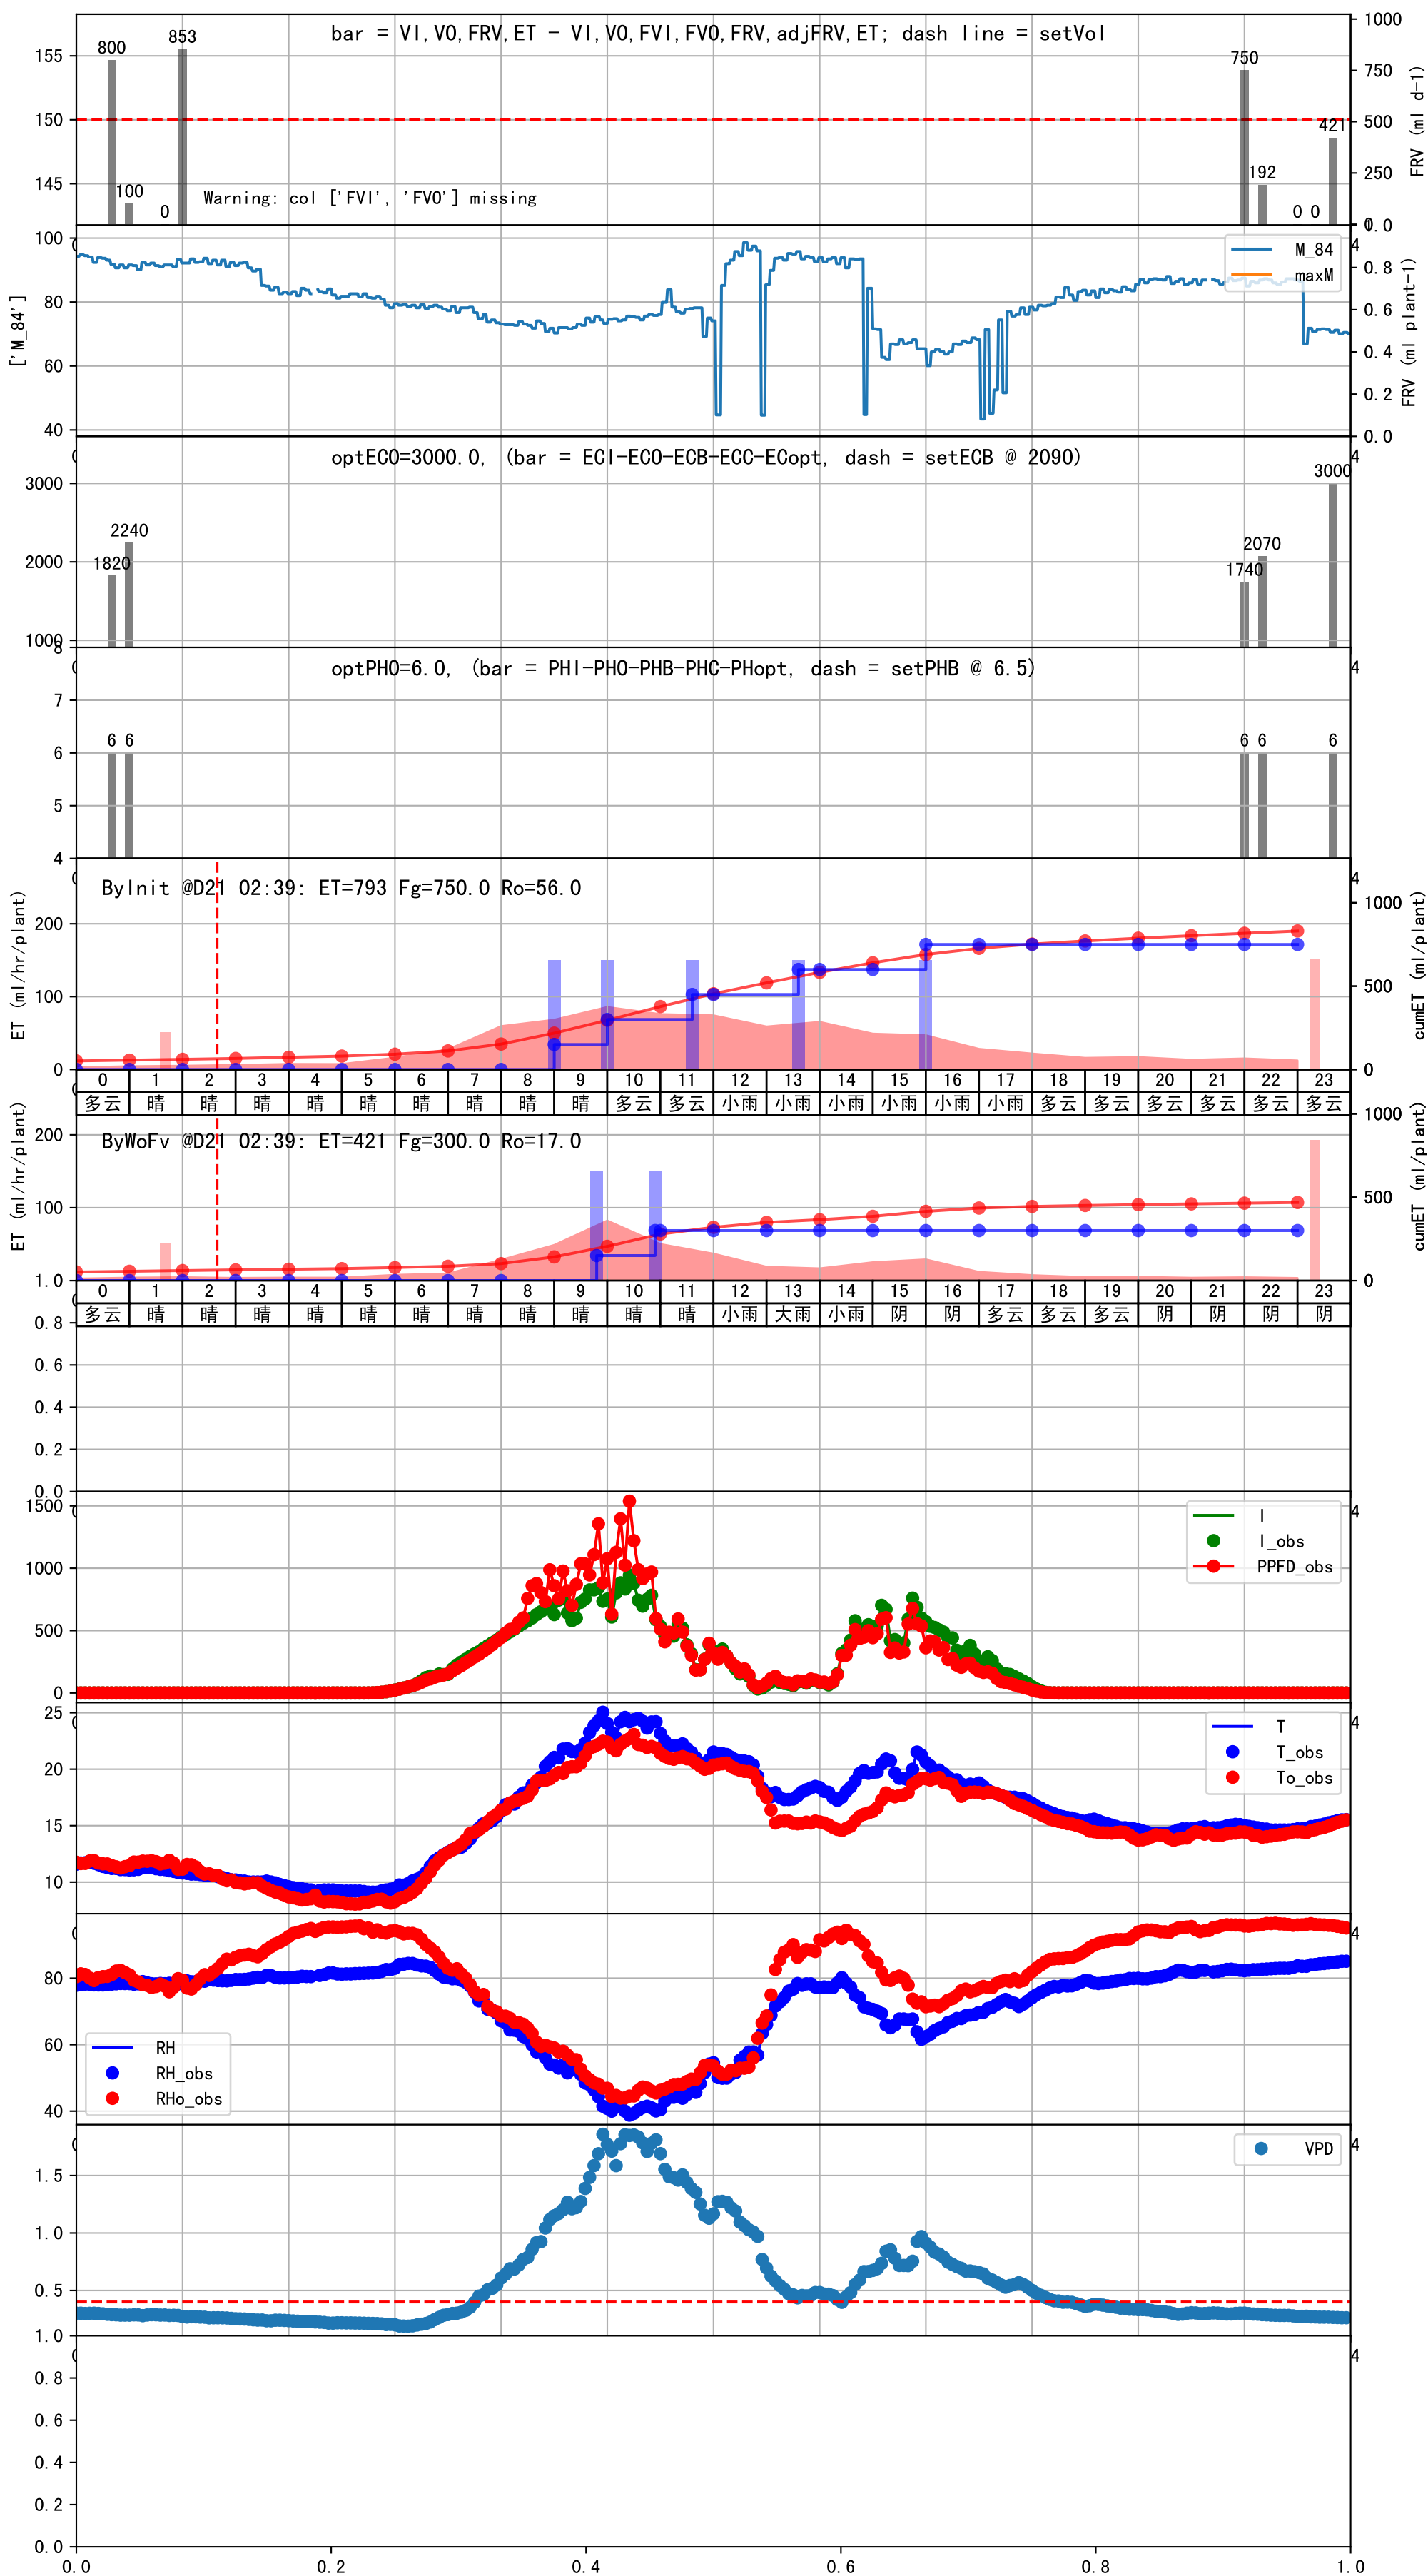 bar = VI,VO,FRV,ET - VI,VO,FVI,FVO,FRV,adjFRV,ET; dash line = setVol
800 853 750 421
100 0 192 0 0
Warning: col ['FVI', 'FVO'] missing
155
150
145
1000
750
500
250
FRV (ml d-1)
100
80
60
40
['M_84']
M_84
maxM
1.0
0.8
0.6
0.4
0.2
0.0
FRV (ml plant-1)
optECO=3000.0, (bar = ECI-ECO-ECB-ECC-ECopt, dash = setECB @ 2090)
3000
2000
1000
1820
2240
1740
2070
3000
optPHO=6.0, (bar = PHI-PHO-PHB-PHC-PHopt, dash = setPHB @ 6.5)
8
7
6
5
4
6 6 6 6 6
ByInit @D21 02:39: ET=793 Fg=750.0 Ro=56.0
200
100
0
ET (ml/hr/plant)
1000
500
0
cumET (ml/plant)
0 1 2 3 4 5 6 7 8 9 10 11 12 13 14 15 16 17 18 19 20 21 22 23
多云 晴 晴 晴 晴 晴 晴 晴 晴 晴 多云 多云 小雨 小雨 小雨 小雨 小雨 小雨 多云 多云 多云 多云 多云 多云
ByWoFv @D21 02:39: ET=421 Fg=300.0 Ro=17.0
200
100
ET (ml/hr/plant)
1000
500
0
cumET (ml/plant)
0 1 2 3 4 5 6 7 8 9 10 11 12 13 14 15 16 17 18 19 20 21 22 23
多云 晴 晴 晴 晴 晴 晴 晴 晴 晴 晴 晴 小雨 大雨 小雨 阴 阴 多云 多云 多云 阴 阴 阴 阴
1.0
0.8
0.6
0.4
0.2
0.0
1500
1000
500
0
I
I_obs
PPFD_obs
25
20
15
10
T
T_obs
To_obs
80
60
40
RH
RH_obs
RHo_obs
1.5
1.0
0.5
VPD
1.0
0.8
0.6
0.4
0.2
0.0
0.0 0.2 0.4 0.6 0.8 1.0